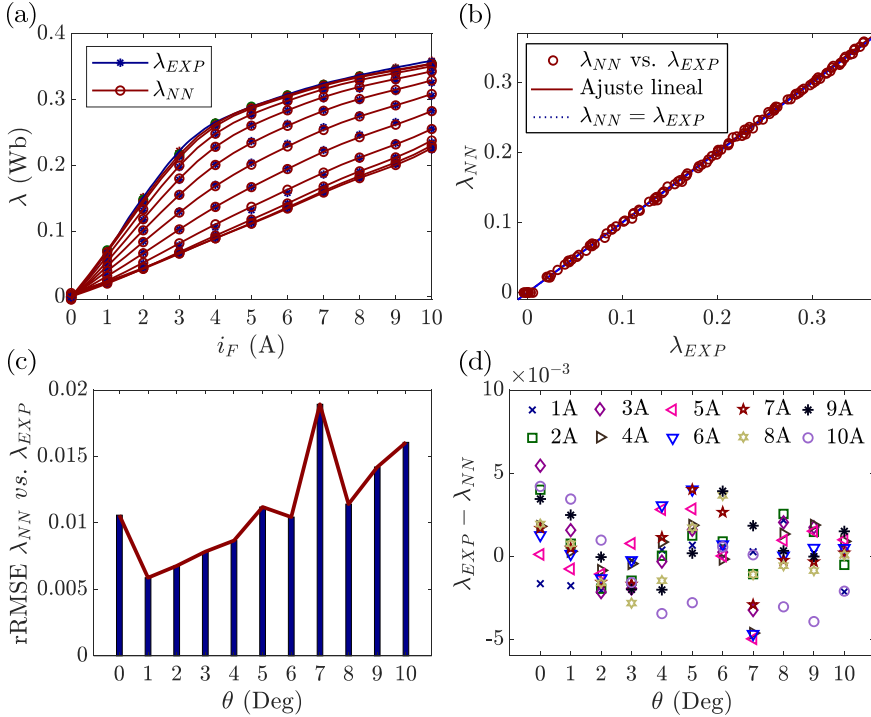 (a)
0.4
0.3
0.2
0.1
0
λ (Wb)
λ_EXP
λ_NN
0 1 2 3 4 5 6 7 8 9 10
i_F (A)
(b)
0.3
0.2
0.1
0
λ_NN
λ_NN vs. λ_EXP
Ajuste lineal
λ_NN = λ_EXP
0 0.1 0.2 0.3
λ_EXP
(c)
0.02
0.015
0.01
0.005
0
rRMSE λ_NN vs. λ_EXP
0 1 2 3 4 5 6 7 8 9 10
θ (Deg)
(d)
×10⁻³
10
5
0
-5
λ_EXP − λ_NN
1A 3A 5A 7A 9A
2A 4A 6A 8A 10A
0 1 2 3 4 5 6 7 8 9 10
θ (Deg)